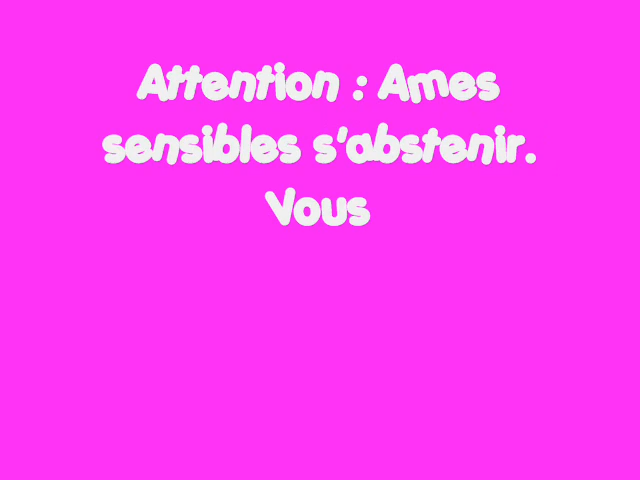 Attention : Ames
sensibles s'abstenir.
Vous